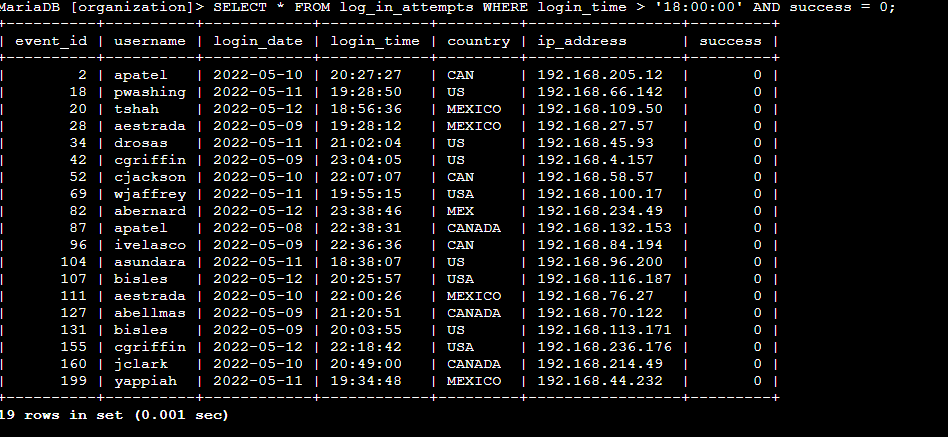 MariaDB [organization]> SELECT * FROM log_in_attempts WHERE login_time > '18:00:00' AND success = 0;
+----------+----------+------------+------------+---------+-----------------+---------+
| event_id | username | login_date | login_time | country | ip_address      | success |
+----------+----------+------------+------------+---------+-----------------+---------+
|        2 | apatel   | 2022-05-10 | 20:27:27   | CAN     | 192.168.205.12  |       0 |
|       18 | pwashing | 2022-05-11 | 19:28:50   | US      | 192.168.66.142  |       0 |
|       20 | tshah    | 2022-05-12 | 18:56:36   | MEXICO  | 192.168.109.50  |       0 |
|       28 | aestrada | 2022-05-09 | 19:28:12   | MEXICO  | 192.168.27.57   |       0 |
|       34 | drosas   | 2022-05-11 | 21:02:04   | US      | 192.168.45.93   |       0 |
|       42 | cgriffin | 2022-05-09 | 23:04:05   | US      | 192.168.4.157   |       0 |
|       52 | cjackson | 2022-05-10 | 22:07:07   | CAN     | 192.168.58.57   |       0 |
|       69 | wjaffrey | 2022-05-11 | 19:55:15   | USA     | 192.168.100.17  |       0 |
|       82 | abernard | 2022-05-12 | 23:38:46   | MEX     | 192.168.234.49  |       0 |
|       87 | apatel   | 2022-05-08 | 22:38:31   | CANADA  | 192.168.132.153 |       0 |
|       96 | ivelasco | 2022-05-09 | 22:36:36   | CAN     | 192.168.84.194  |       0 |
|      104 | asundara | 2022-05-11 | 18:38:07   | US      | 192.168.96.200  |       0 |
|      107 | bisles   | 2022-05-12 | 20:25:57   | USA     | 192.168.116.187 |       0 |
|      111 | aestrada | 2022-05-10 | 22:00:26   | MEXICO  | 192.168.76.27   |       0 |
|      127 | abellmas | 2022-05-09 | 21:20:51   | CANADA  | 192.168.70.122  |       0 |
|      131 | bisles   | 2022-05-09 | 20:03:55   | US      | 192.168.113.171 |       0 |
|      155 | cgriffin | 2022-05-12 | 22:18:42   | USA     | 192.168.236.176 |       0 |
|      160 | jclark   | 2022-05-10 | 20:49:00   | CANADA  | 192.168.214.49  |       0 |
|      199 | yappiah  | 2022-05-11 | 19:34:48   | MEXICO  | 192.168.44.232  |       0 |
+----------+----------+------------+------------+---------+-----------------+---------+
19 rows in set (0.001 sec)